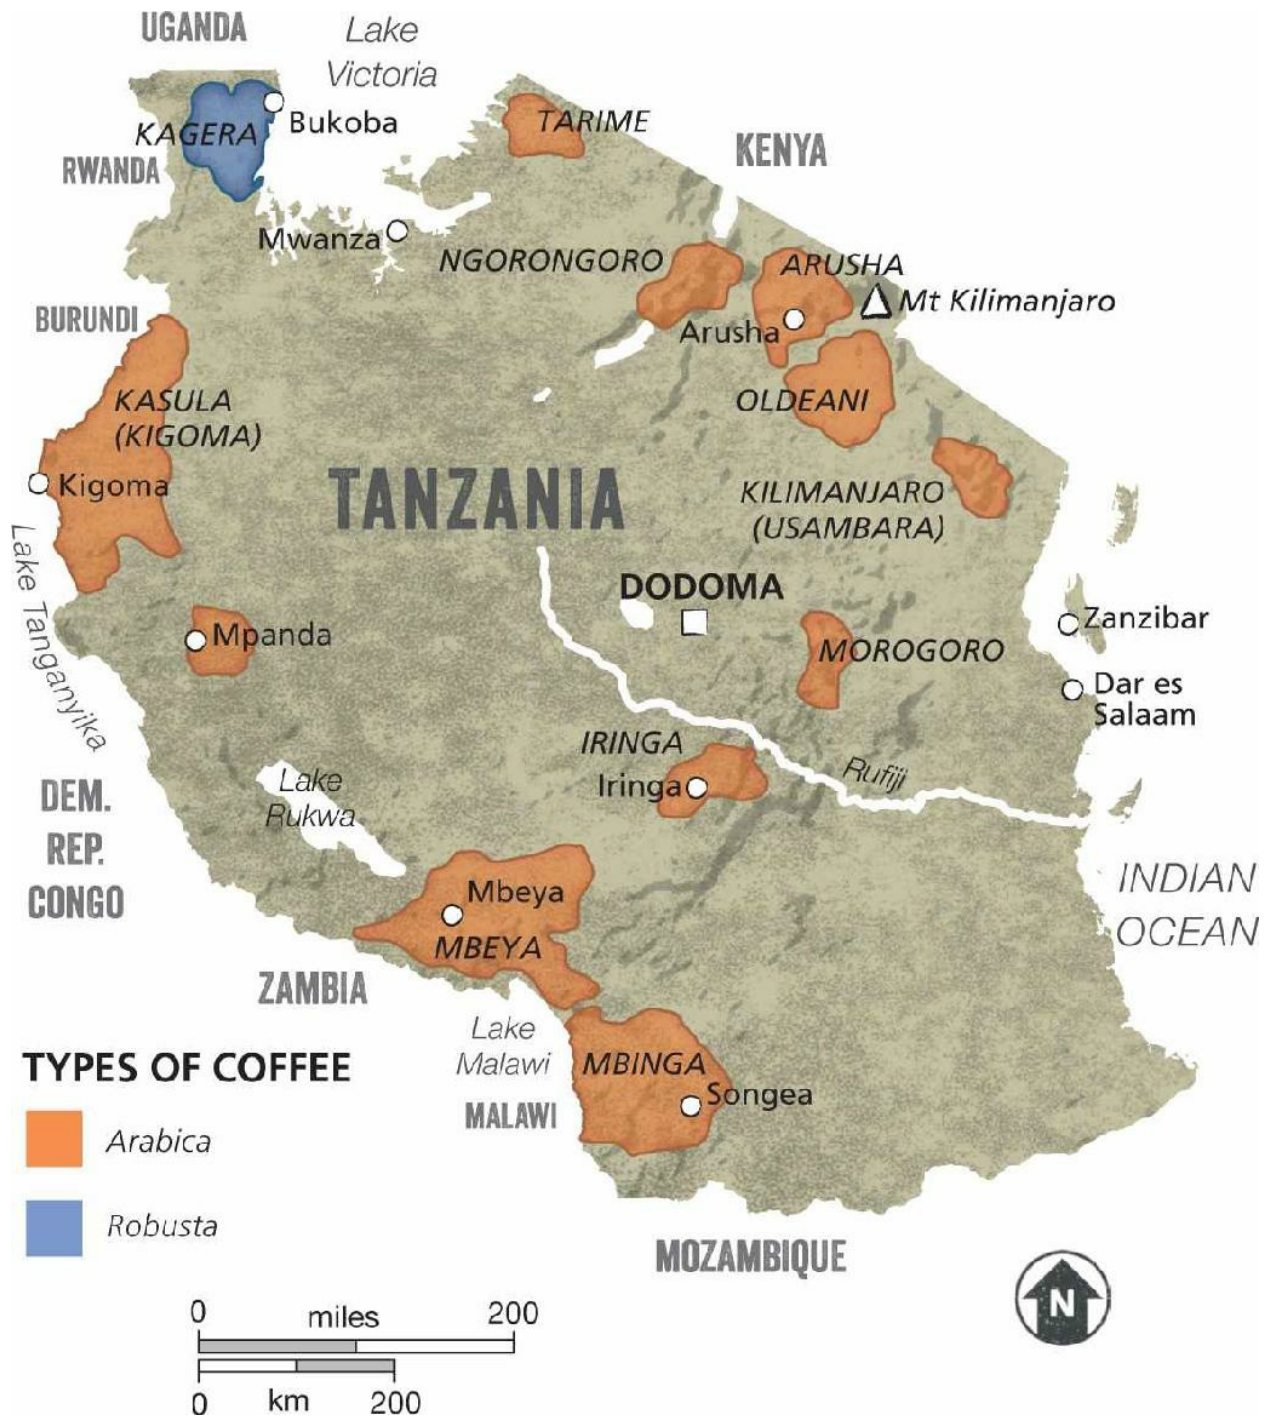 UGANDA
Lake
Victoria
KAGERA
Bukoba
TARIME
KENYA
RWANDA
Mwanza
NGORONGORO
ARUSHA
Mt Kilimanjaro
Arusha
BURUNDI
KASULA
(KIGOMA)
OLDEANI
Kigoma
TANZANIA
KILIMANJARO
(USAMBARA)
Lake Tanganyika
DODOMA
Zanzibar
Mpanda
MOROGORO
Dar es
Salaam
IRINGA
Iringa
Rufiji
Lake
Rukwa
DEM.
REP.
CONGO
Mbeya
MBEYA
INDIAN
OCEAN
ZAMBIA
Lake
Malawi
MBINGA
Songea
MALAWI
TYPES OF COFFEE
Arabica
Robusta
MOZAMBIQUE
N
0 miles 200
0 km 200